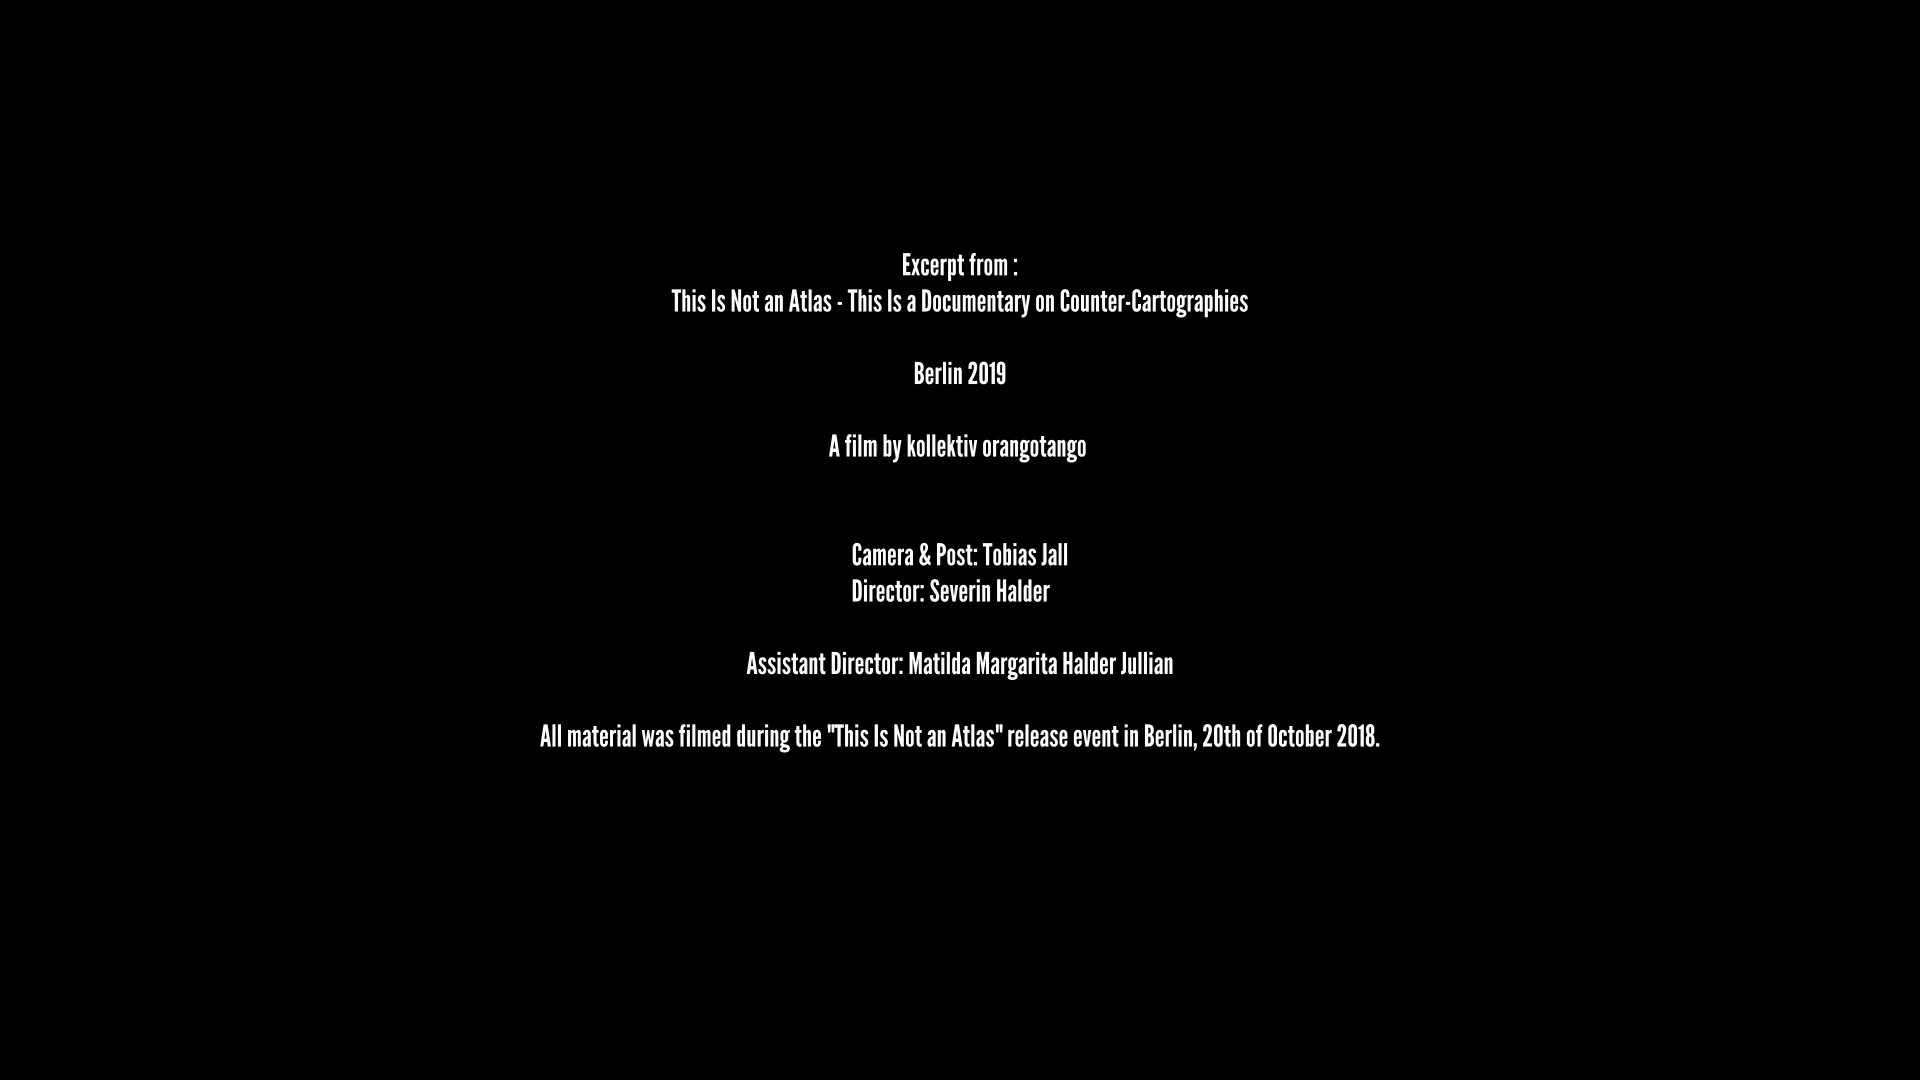 Excerpt from :
This Is Not an Atlas - This Is a Documentary on Counter-Cartographies
Berlin 2019
A film by kollektiv orangotango
Camera & Post: Tobias Jall
Director: Severin Halder
Assistant Director: Matilda Margarita Halder Jullian
All material was filmed during the "This Is Not an Atlas" release event in Berlin, 20th of October 2018.